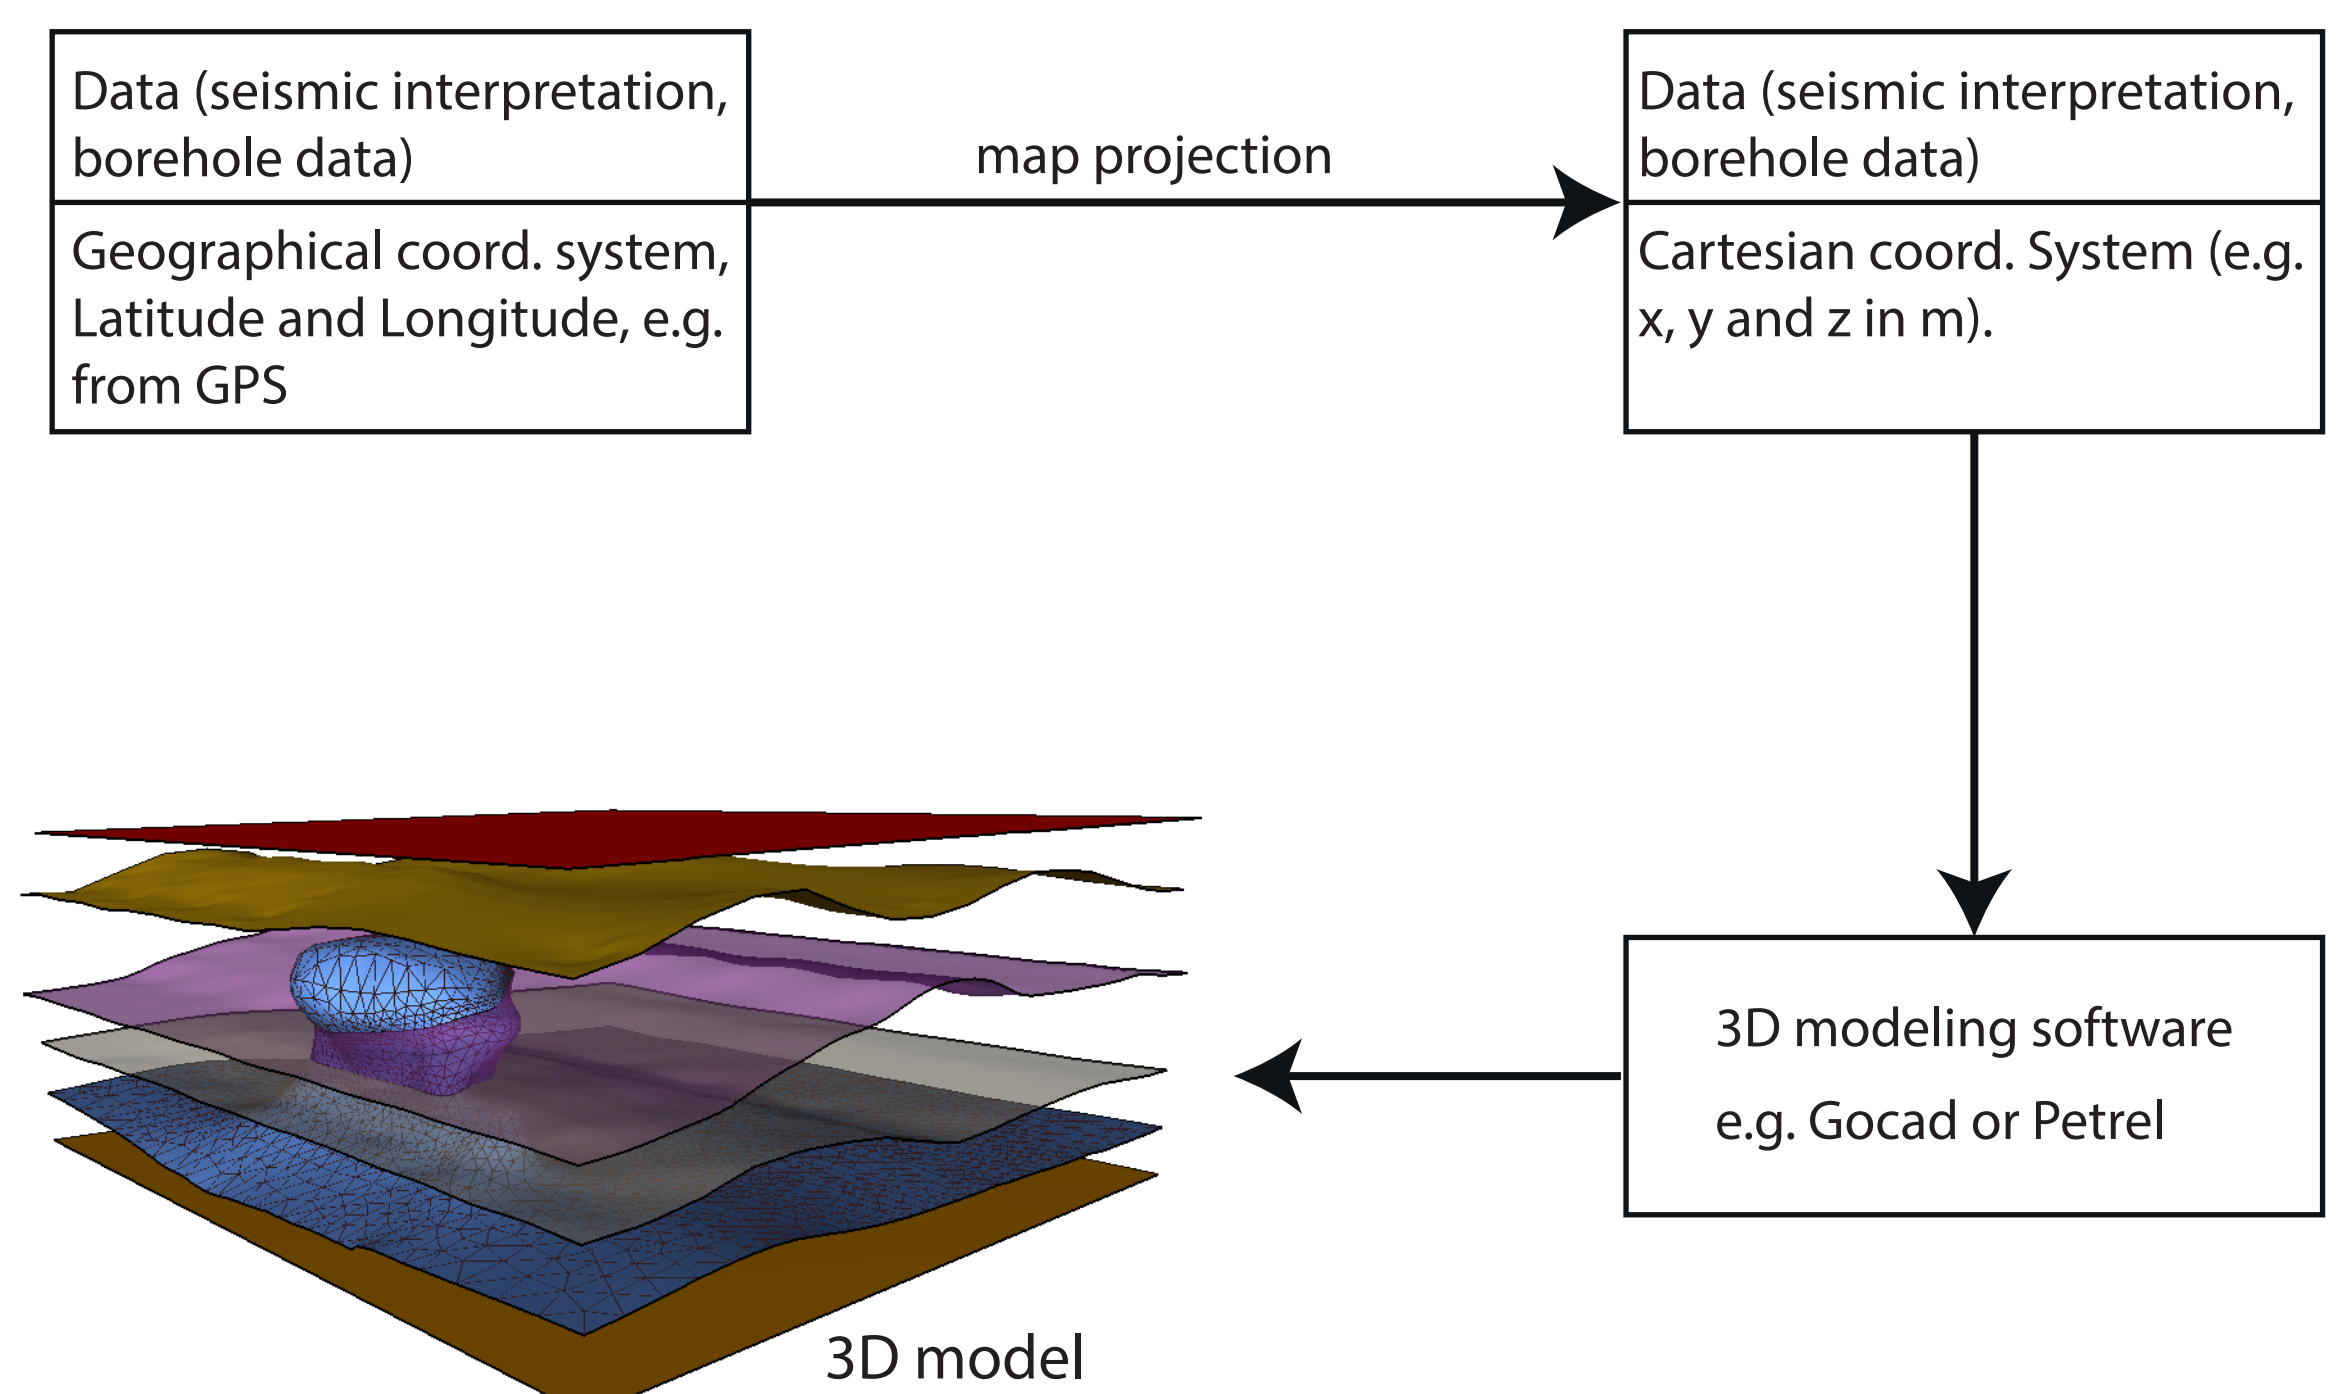 Data (seismic interpretation,
borehole data)
Geographical coord. system,
Latitude and Longitude, e.g.
from GPS
map projection
Data (seismic interpretation,
borehole data)
Cartesian coord. System (e.g.
x, y and z in m).
3D modeling software
e.g. Gocad or Petrel
3D model